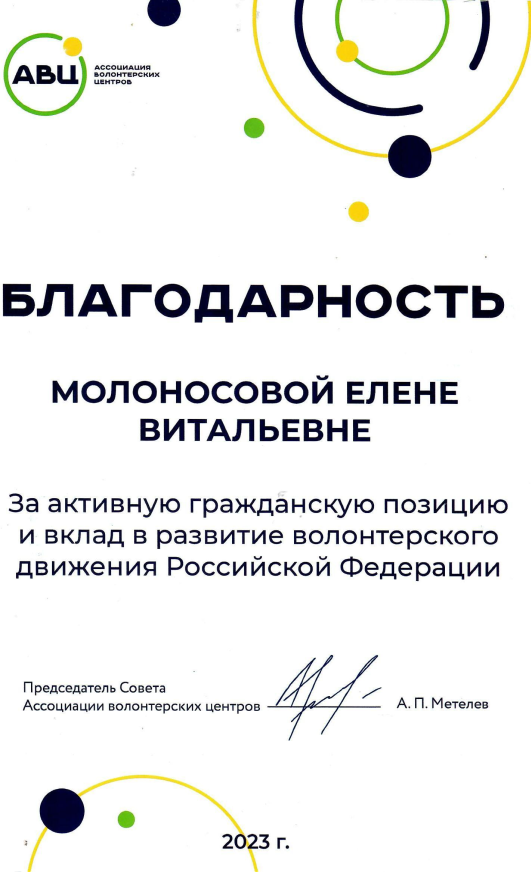 АВЦ
АССОЦИАЦИЯ
ВОЛОНТЕРСКИХ
ЦЕНТРОВ
БЛАГОДАРНОСТЬ
МОЛОНОСОВОЙ ЕЛЕНЕ
ВИТАЛЬЕВНЕ
За активную гражданскую позицию
и вклад в развитие волонтерского
движения Российской Федерации
Председатель Совета
Ассоциации волонтерских центров
А. П. Метелев
2023 г.